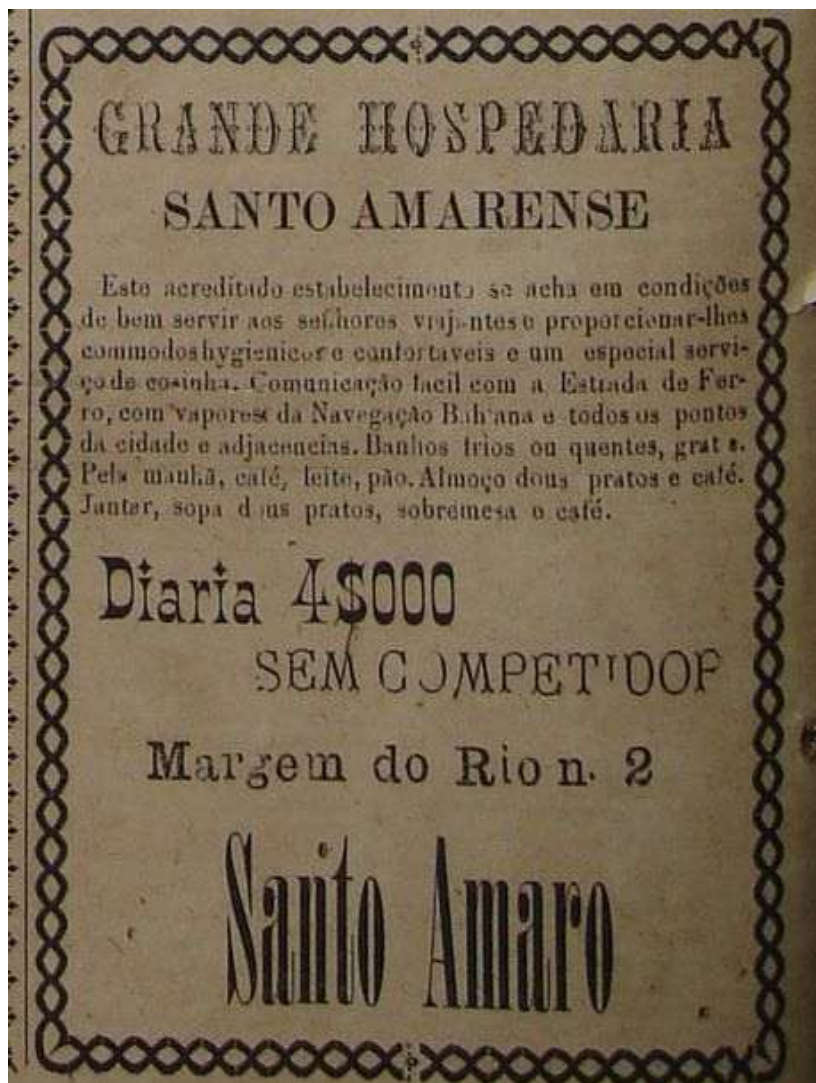 GRANDE HOSPEDARIA
SANTO AMARENSE
Este acreditado estabelecimento se acha em condições
de bem servir aos senhores viajantes e proporcionar-lhes
commodos hygienicos e confortaveis e um especial servi-
ço de cosinha. Comunicação facil com a Estrada de Fer-
ro, com vapores da Navegação Bahiana e todos os pontos
da cidade e adjacencias. Banhos frios ou quentes, gratis.
Pela manhã, café, leite, pão. Almoço dous pratos e café.
Jantar, sopa dous pratos, sobremesa e café.
Diaria 4$000
SEM COMPETIDOR
Margem do Rio n. 2
Santo Amaro